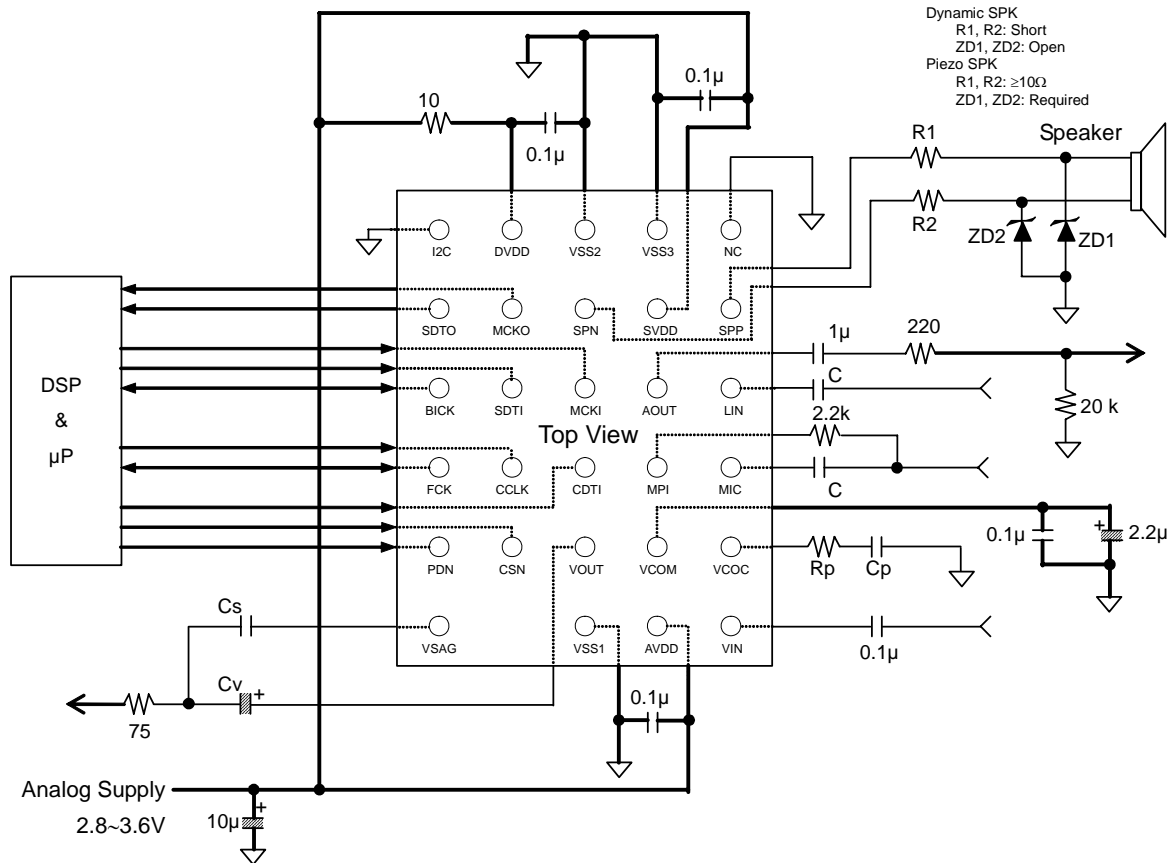 Dynamic SPK
R1, R2: Short
ZD1, ZD2: Open
Piezo SPK
R1, R2: ≥10Ω
ZD1, ZD2: Required
0.1µ
10
0.1µ
R1
Speaker
R2
ZD2
ZD1
I2C
DVDD
VSS2
VSS3
NC
SDTO
MCKO
SPN
SVDD
SPP
1µ
220
DSP
&
µP
C
20 k
BICK
SDTI
MCKI
AOUT
LIN
2.2k
Top View
FCK
CCLK
CDTI
MPI
MIC
C
0.1µ
+
2.2µ
PDN
CSN
VOUT
VCOM
VCOC
Rp
Cp
Cs
VSAG
VSS1
AVDD
VIN
0.1µ
Cv
+
0.1µ
75
Analog Supply
2.8~3.6V
10µ
+